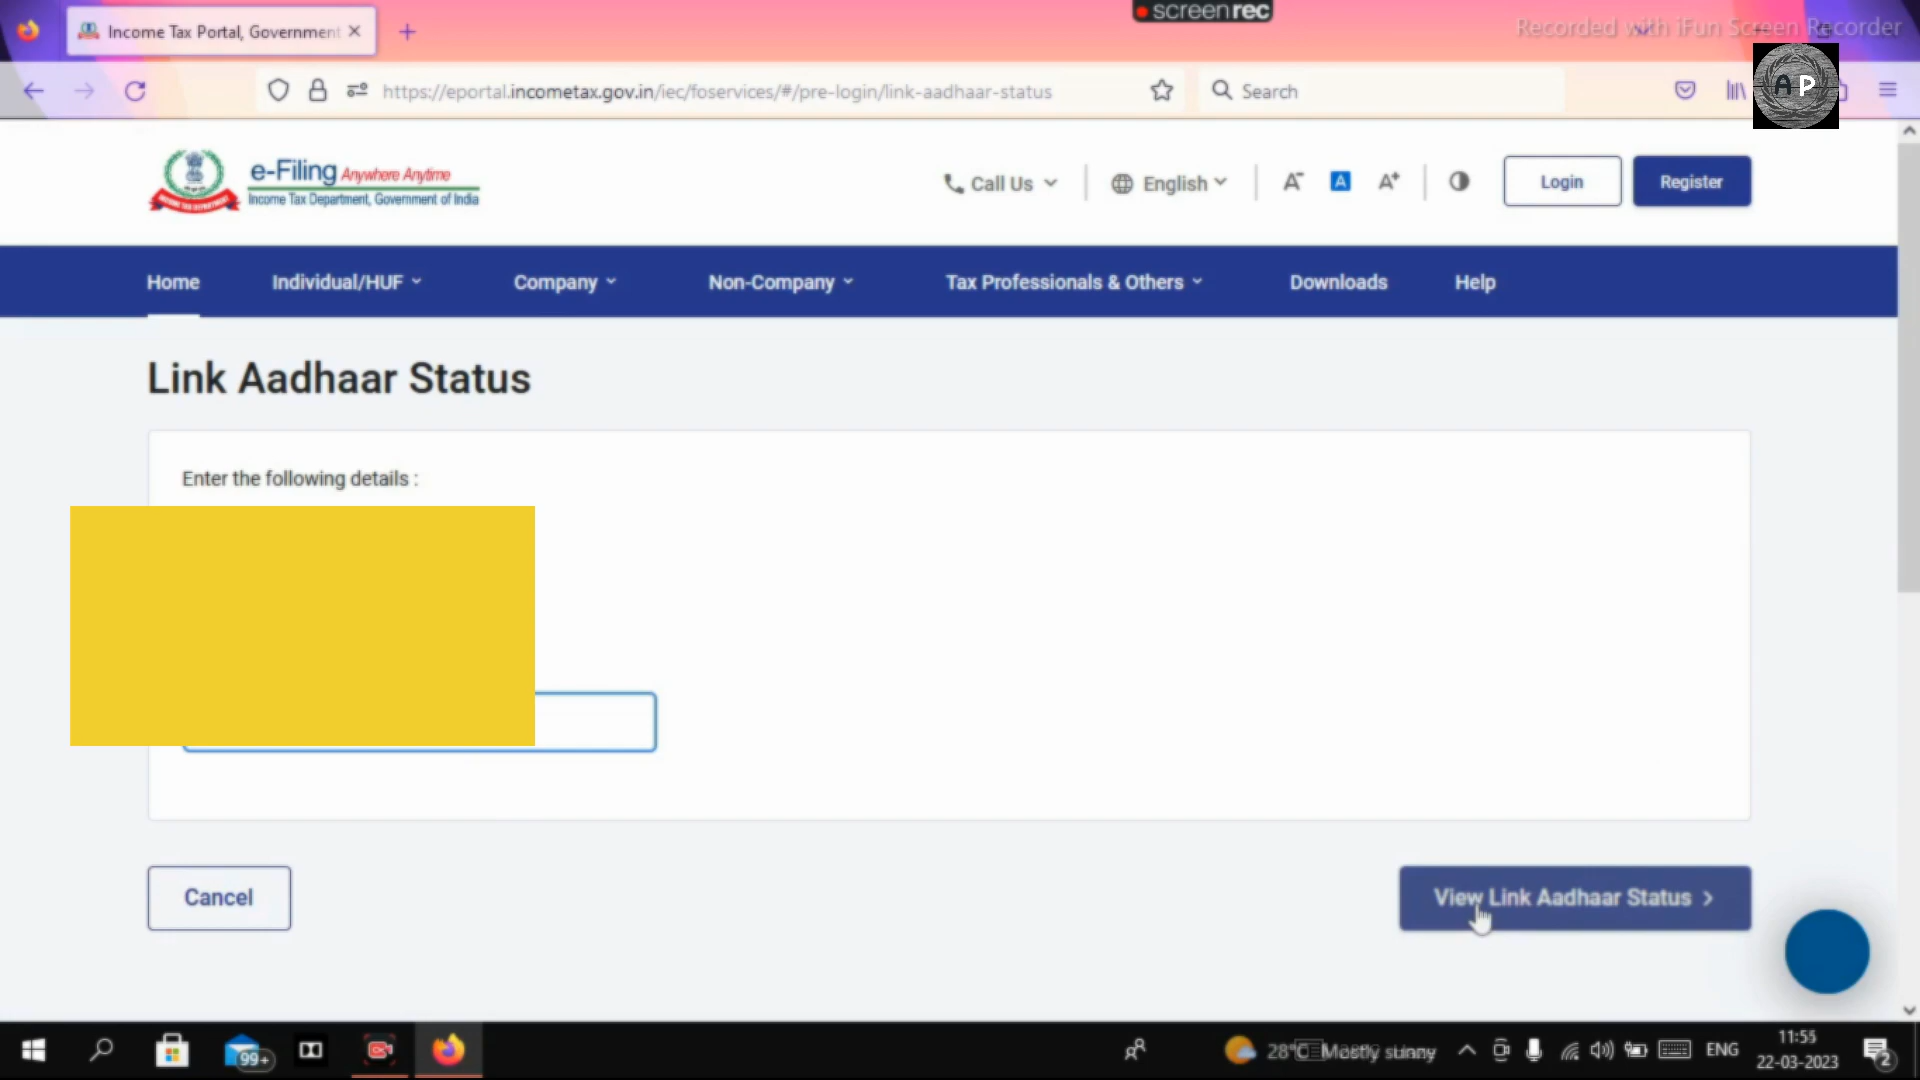 screenrec
Recorded with iFun Screen Recorder
Income Tax Portal, Government
https://eportal.incometax.gov.in/iec/foservices/#/pre-login/link-aadhaar-status
Search
AP
e-Filing Anywhere Anytime
Income Tax Department, Government of India
Call Us
English
A-
A
A+
Login
Register
Home
Individual/HUF
Company
Non-Company
Tax Professionals & Others
Downloads
Help
Link Aadhaar Status
Enter the following details :
Cancel
View Link Aadhaar Status >
99+
28°C Mostly sunny
ENG
11:55
22-03-2023
2